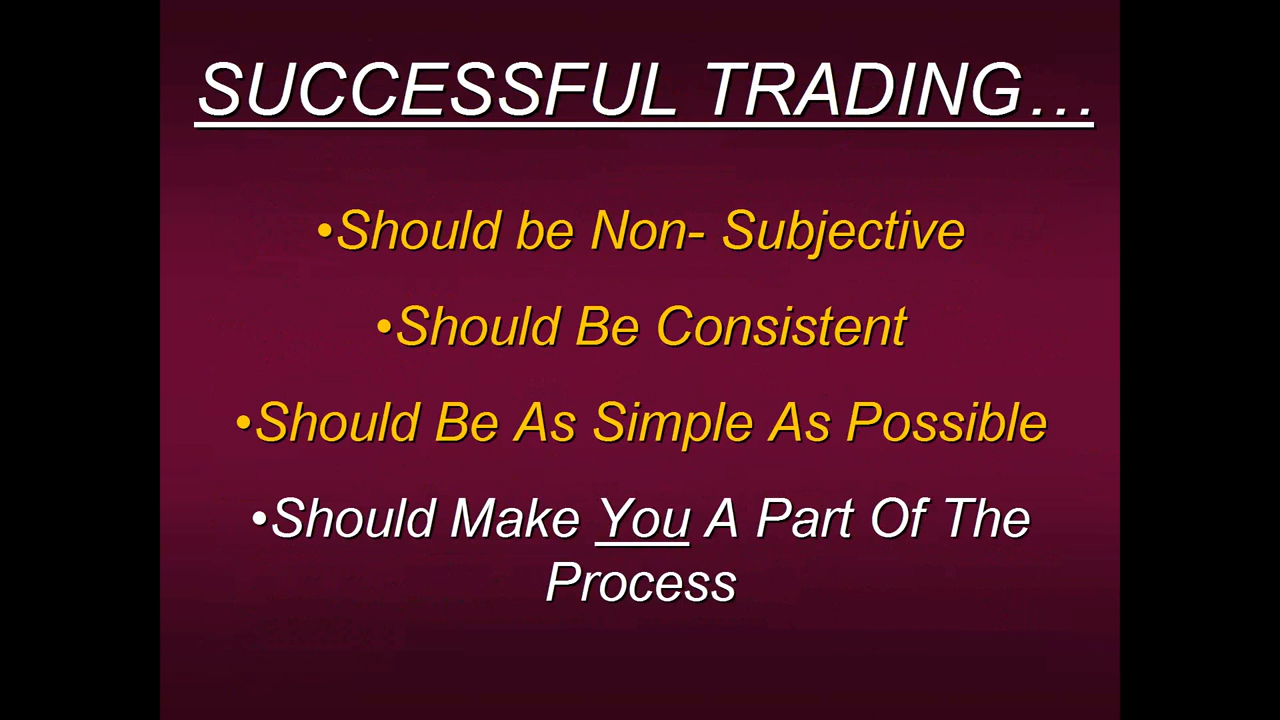 SUCCESSFUL TRADING…
•Should be Non- Subjective
•Should Be Consistent
•Should Be As Simple As Possible
•Should Make You A Part Of The
Process